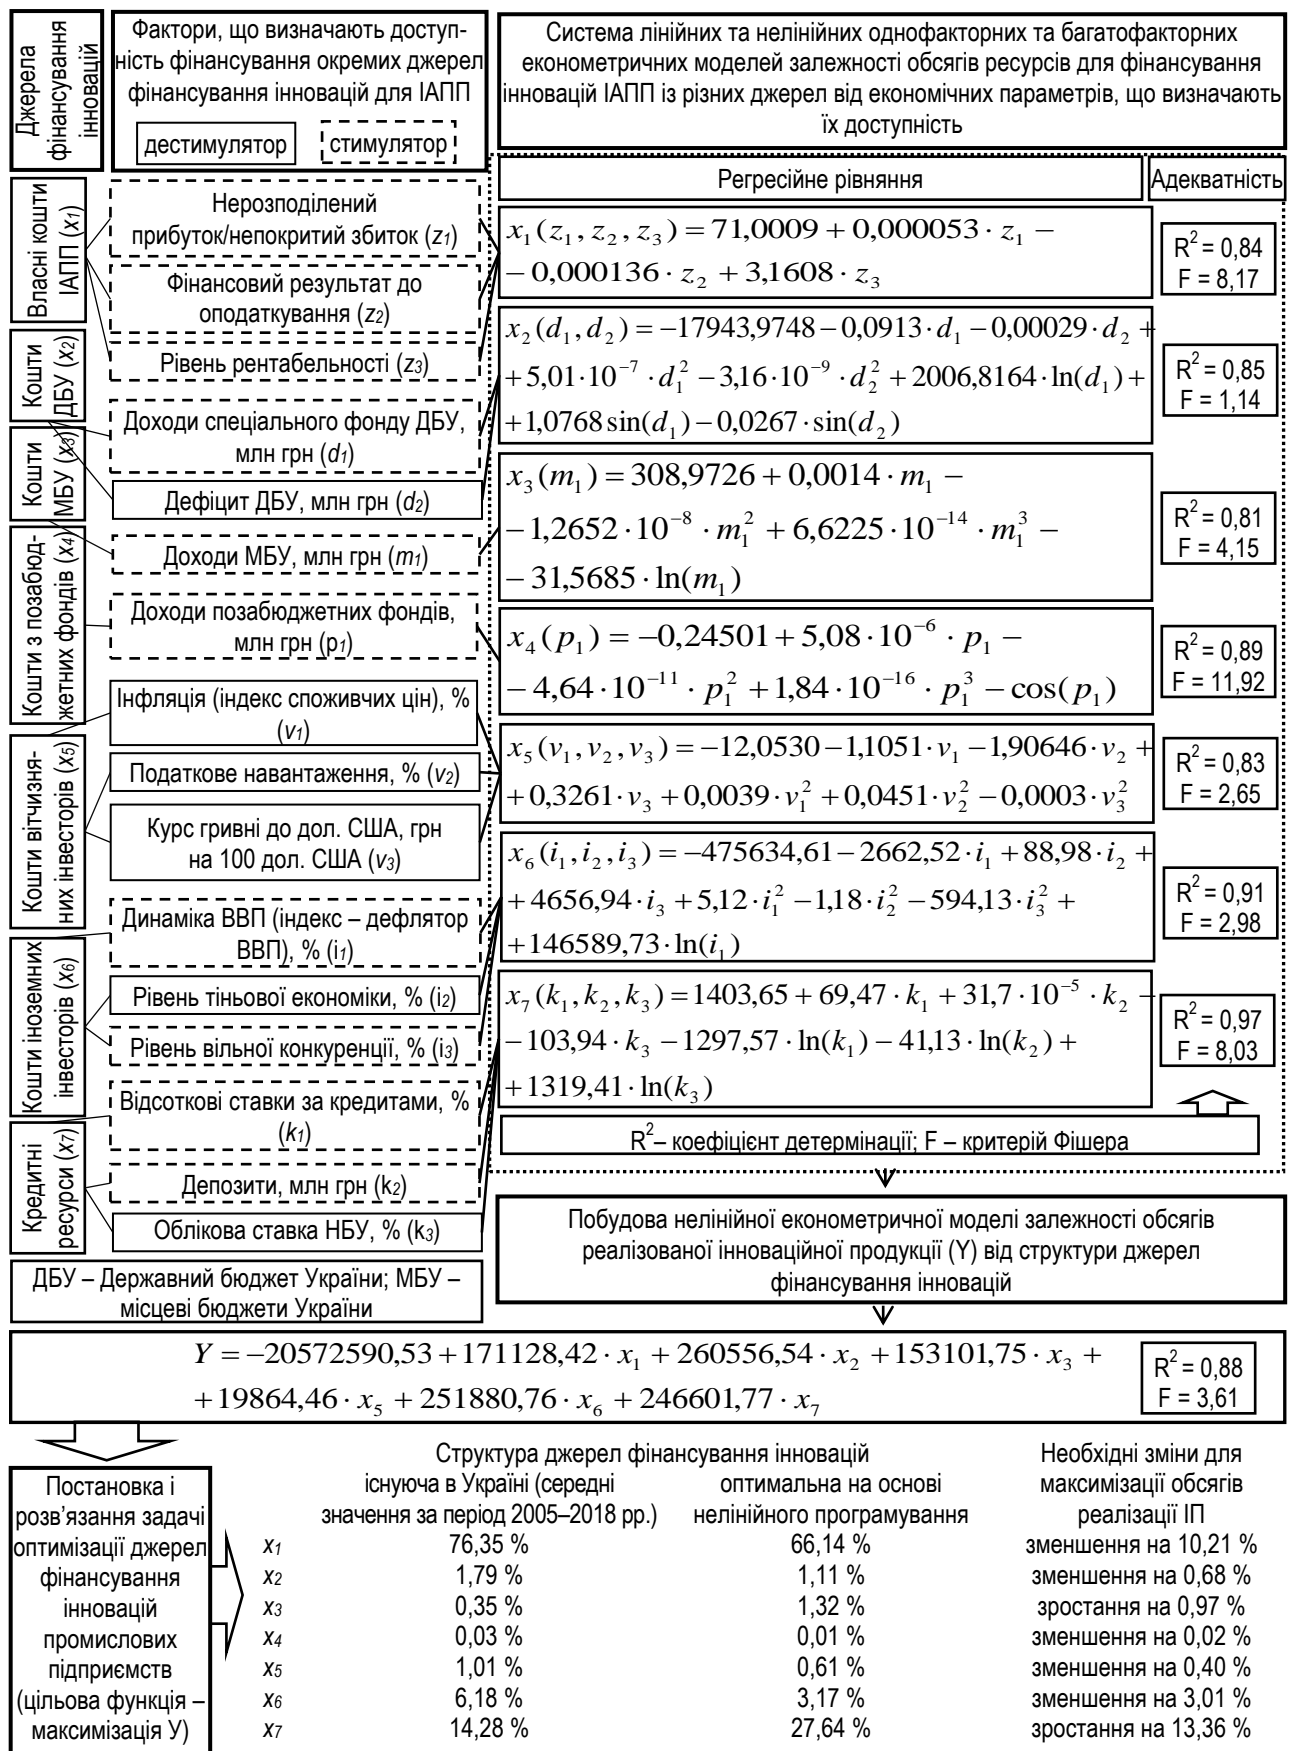 Джерела
фінансування
інновацій
Фактори, що визначають доступ-
ність фінансування окремих джерел
фінансування інновацій для ІАПП
дестимулятор
стимулятор
Система лінійних та нелінійних однофакторних та багатофакторних
економетричних моделей залежності обсягів ресурсів для фінансування
інновацій ІАПП із різних джерел від економічних параметрів, що визначають
їх доступність
Регресійне рівняння
Адекватність
Власні кошти
ІАПП (x₁)
Нерозподілений
прибуток/непокритий збиток (z₁)
Фінансовий результат до
оподаткування (z₂)
Рівень рентабельності (z₃)
x₁(z₁, z₂, z₃) = 71,0009 + 0,000053 · z₁ −
− 0,000136 · z₂ + 3,1608 · z₃
R² = 0,84
F = 8,17
Кошти
ДБУ (x₂)
Доходи спеціального фонду ДБУ,
млн грн (d₁)
Дефіцит ДБУ, млн грн (d₂)
x₂(d₁, d₂) = −17943,9748 − 0,0913 · d₁ − 0,00029 · d₂ +
+ 5,01·10⁻⁷ · d₁² − 3,16·10⁻⁹ · d₂² + 2006,8164 · ln(d₁) +
+ 1,0768 sin(d₁) − 0,0267 · sin(d₂)
R² = 0,85
F = 1,14
Кошти
МБУ (x₃)
Доходи МБУ, млн грн (m₁)
x₃(m₁) = 308,9726 + 0,0014 · m₁ −
− 1,2652 · 10⁻⁸ · m₁² + 6,6225 · 10⁻¹⁴ · m₁³ −
− 31,5685 · ln(m₁)
R² = 0,81
F = 4,15
Кошти з позабюд-
жетних фондів (x₄)
Доходи позабюджетних фондів,
млн грн (p₁)
x₄(p₁) = −0,24501 + 5,08 · 10⁻⁶ · p₁ −
− 4,64 · 10⁻¹¹ · p₁² + 1,84 · 10⁻¹⁶ · p₁³ − cos(p₁)
R² = 0,89
F = 11,92
Кошти вітчизня-
них інвесторів (x₅)
Інфляція (індекс споживчих цін), %
(v₁)
Податкове навантаження, % (v₂)
Курс гривні до дол. США, грн
на 100 дол. США (v₃)
x₅(v₁, v₂, v₃) = −12,0530 − 1,1051 · v₁ − 1,90646 · v₂ +
+ 0,3261 · v₃ + 0,0039 · v₁² + 0,0451 · v₂² − 0,0003 · v₃²
R² = 0,83
F = 2,65
Кошти іноземних
інвесторів (x₆)
Динаміка ВВП (індекс – дефлятор
ВВП), % (i₁)
Рівень тіньової економіки, % (i₂)
Рівень вільної конкуренції, % (i₃)
x₆(i₁, i₂, i₃) = −475634,61 − 2662,52 · i₁ + 88,98 · i₂ +
+ 4656,94 · i₃ + 5,12 · i₁² − 1,18 · i₂² − 594,13 · i₃² +
+ 146589,73 · ln(i₁)
R² = 0,91
F = 2,98
Кредитні
ресурси (x₇)
Відсоткові ставки за кредитами, %
(k₁)
Депозити, млн грн (k₂)
Облікова ставка НБУ, % (k₃)
x₇(k₁, k₂, k₃) = 1403,65 + 69,47 · k₁ + 31,7 · 10⁻⁵ · k₂ −
− 103,94 · k₃ − 1297,57 · ln(k₁) − 41,13 · ln(k₂) +
+ 1319,41 · ln(k₃)
R² = 0,97
F = 8,03
R² – коефіцієнт детермінації; F – критерій Фішера
ДБУ – Державний бюджет України; МБУ –
місцеві бюджети України
Побудова нелінійної економетричної моделі залежності обсягів
реалізованої інноваційної продукції (Y) від структури джерел
фінансування інновацій
Y = −20572590,53 + 171128,42 · x₁ + 260556,54 · x₂ + 153101,75 · x₃ +
+ 19864,46 · x₅ + 251880,76 · x₆ + 246601,77 · x₇
R² = 0,88
F = 3,61
Постановка і
розв’язання задачі
оптимізації джерел
фінансування
інновацій
промислових
підприємств
(цільова функція –
максимізація У)
Структура джерел фінансування інновацій
існуюча в Україні (середні
значення за період 2005–2018 рр.)
оптимальна на основі
нелінійного програмування
Необхідні зміни для
максимізації обсягів
реалізації ІП
x₁ 76,35 % 66,14 % зменшення на 10,21 %
x₂ 1,79 % 1,11 % зменшення на 0,68 %
x₃ 0,35 % 1,32 % зростання на 0,97 %
x₄ 0,03 % 0,01 % зменшення на 0,02 %
x₅ 1,01 % 0,61 % зменшення на 0,40 %
x₆ 6,18 % 3,17 % зменшення на 3,01 %
x₇ 14,28 % 27,64 % зростання на 13,36 %